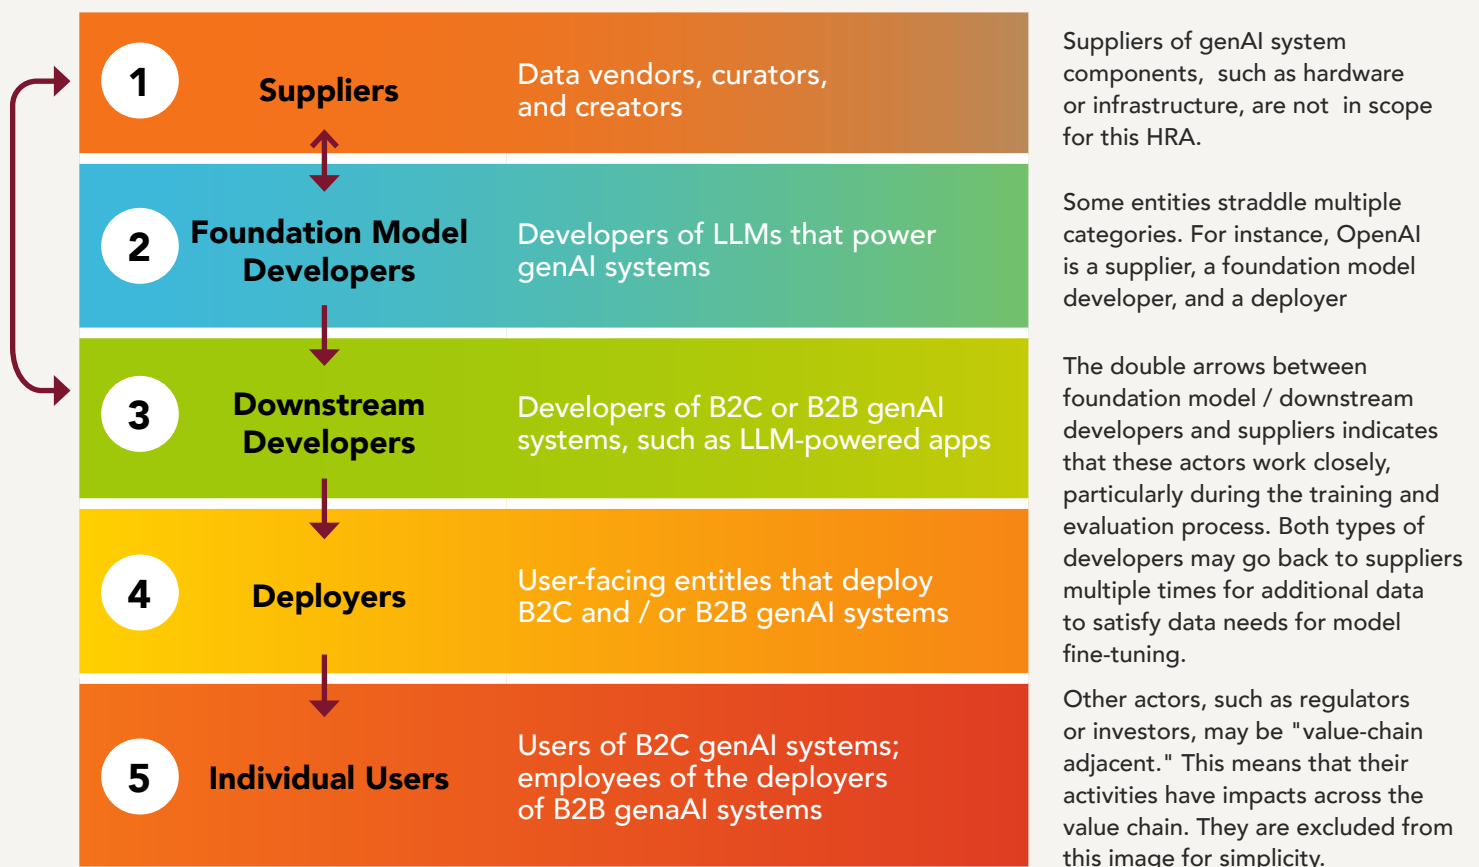 1
Suppliers
Data vendors, curators,
and creators
2
Foundation Model
Developers
Developers of LLMs that power
genAI systems
3
Downstream
Developers
Developers of B2C or B2B genAI
systems, such as LLM-powered apps
4
Deployers
User-facing entitles that deploy
B2C and / or B2B genAI systems
5
Individual Users
Users of B2C genAI systems;
employees of the deployers
of B2B genaAI systems
Suppliers of genAI system
components, such as hardware
or infrastructure, are not in scope
for this HRA.
Some entities straddle multiple
categories. For instance, OpenAI
is a supplier, a foundation model
developer, and a deployer
The double arrows between
foundation model / downstream
developers and suppliers indicates
that these actors work closely,
particularly during the training and
evaluation process. Both types of
developers may go back to suppliers
multiple times for additional data
to satisfy data needs for model
fine-tuning.
Other actors, such as regulators
or investors, may be "value-chain
adjacent." This means that their
activities have impacts across the
value chain. They are excluded from
this image for simplicity.